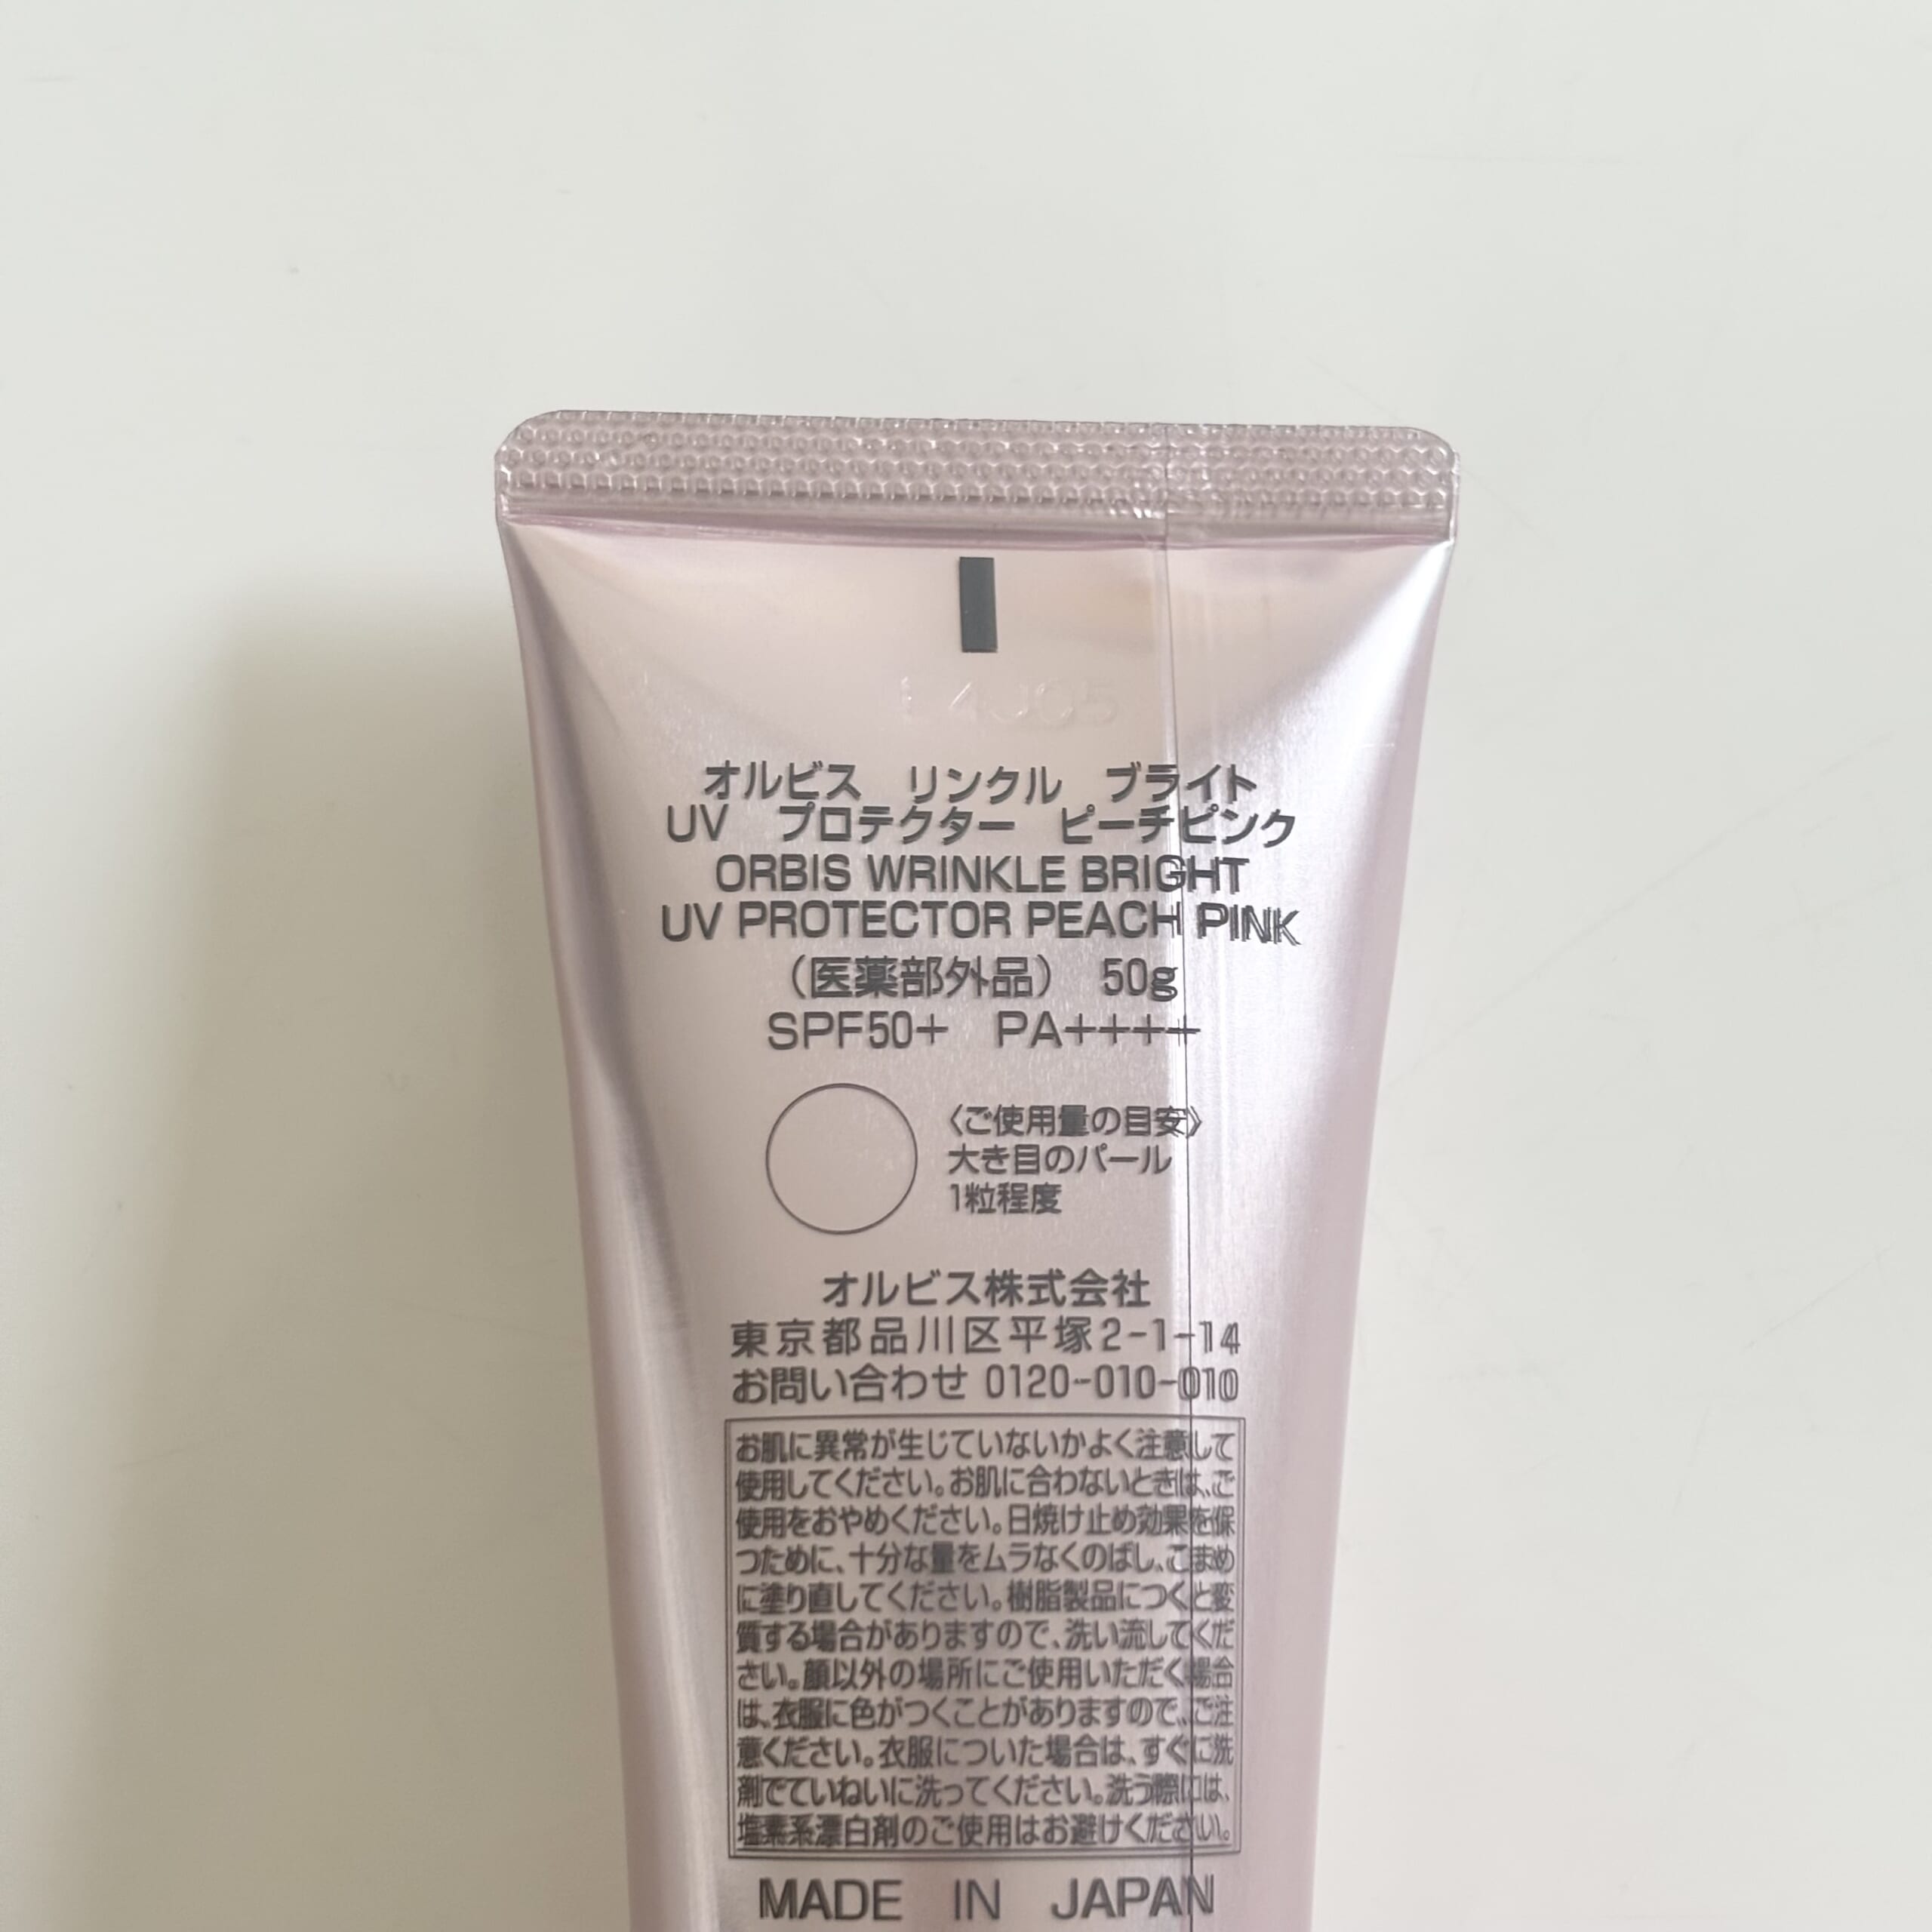 オルビス リンクル ブライト
UV プロテクター ピーチピンク
ORBIS WRINKLE BRIGHT
UV PROTECTOR PEACH PINK
（医薬部外品） 50g
SPF50+ PA++++
〈ご使用量の目安〉
大き目のパール
1粒程度
オルビス株式会社
東京都品川区平塚2-1-14
お問い合わせ 0120-010-010
お肌に異常が生じていないかよく注意して
使用してください。お肌に合わないときは、ご
使用をおやめください。日焼け止め効果を保
つために、十分な量をムラなくのばし、こまめ
に塗り直してください。樹脂製品につくと変
質する場合がありますので、洗い流してくだ
さい。顔以外の場所にご使用いただく場合
は、衣服に色がつくことがありますので、ご注
意ください。衣服についた場合は、すぐに洗
剤でていねいに洗ってください。洗う際には、
塩素系漂白剤のご使用はお避けください。
MADE IN JAPAN